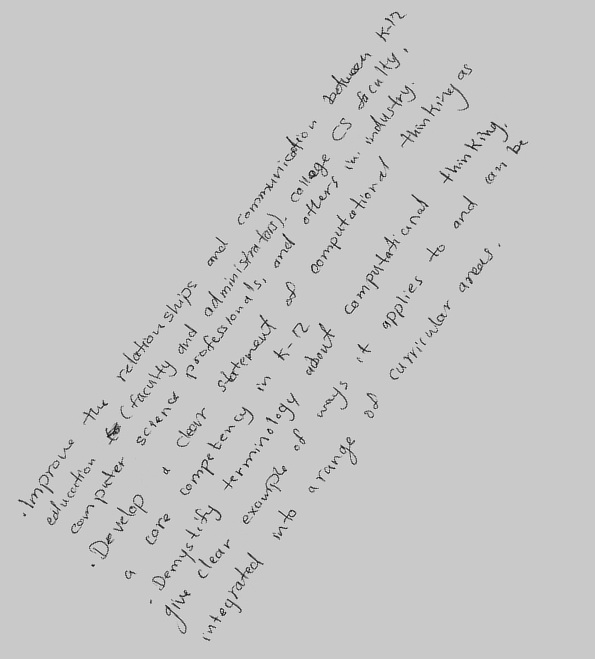 · Improve the relationships and communication between K-12
education (faculty and administrators), college CS faculty,
computer science professionals, and others in industry.
· Develop a clear statement of computational thinking as
a core competency in K-12
· Demystify terminology about computational thinking.
give clear example of ways it applies to and can be
integrated into a range of curricular areas.